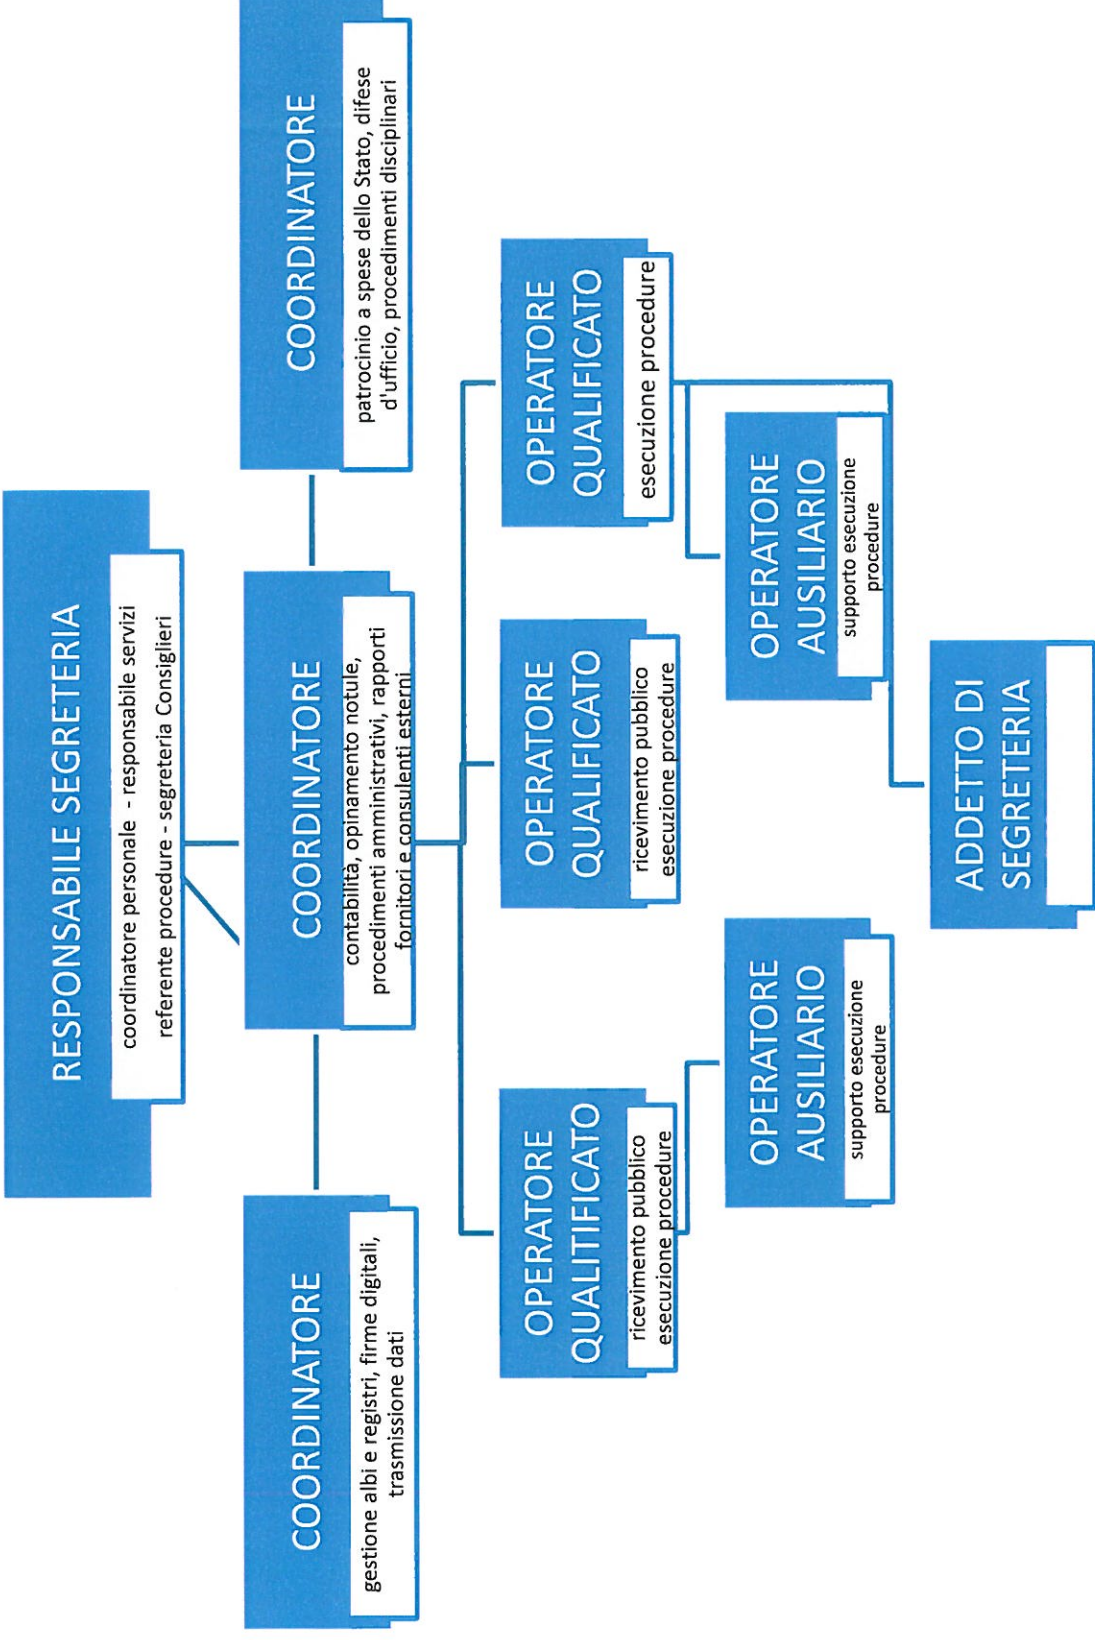 RESPONSABILE SEGRETERIA
coordinatore personale - responsabile servizi
referente procedure - segreteria Consiglieri
COORDINATORE
gestione albi e registri, firme digitali,
trasmissione dati
COORDINATORE
contabilità, opinamento notule,
procedimenti amministrativi, rapporti
fornitori e consulenti esterni
COORDINATORE
patrocinio a spese dello Stato, difese
d'ufficio, procedimenti disciplinari
OPERATORE
QUALITIFICATO
ricevimento pubblico
esecuzione procedure
OPERATORE
QUALIFICATO
ricevimento pubblico
esecuzione procedure
OPERATORE
QUALIFICATO
esecuzione procedure
OPERATORE
AUSILIARIO
supporto esecuzione
procedure
OPERATORE
AUSILIARIO
supporto esecuzione
procedure
ADDETTO DI
SEGRETERIA